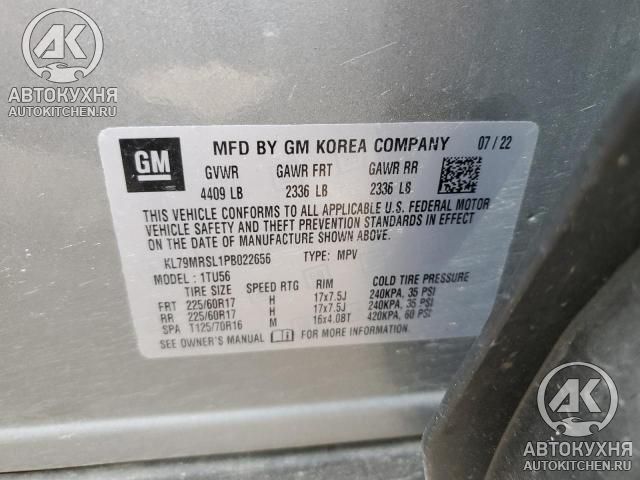 AK
АВТОКУХНЯ
AUTOKITCHEN.RU
GM
MFD BY GM KOREA COMPANY 07/22
GVWR GAWR FRT GAWR RR
4409 LB 2336 LB 2336 LB
THIS VEHICLE CONFORMS TO ALL APPLICABLE U.S. FEDERAL MOTOR
VEHICLE SAFETY AND THEFT PREVENTION STANDARDS IN EFFECT
ON THE DATE OF MANUFACTURE SHOWN ABOVE.
KL79MRSL1PB022656 TYPE: MPV
MODEL: 1TU56
TIRE SIZE SPEED RTG RIM COLD TIRE PRESSURE
FRT 225/60R17 H 17x7.5J 240KPA, 35 PSI
RR 225/60R17 H 17x7.5J 240KPA, 35 PSI
SPA T125/70R16 M 16x4.0BT 420KPA, 60 PSI
SEE OWNER'S MANUAL FOR MORE INFORMATION.
AK
АВТОКУХНЯ
AUTOKITCHEN.RU